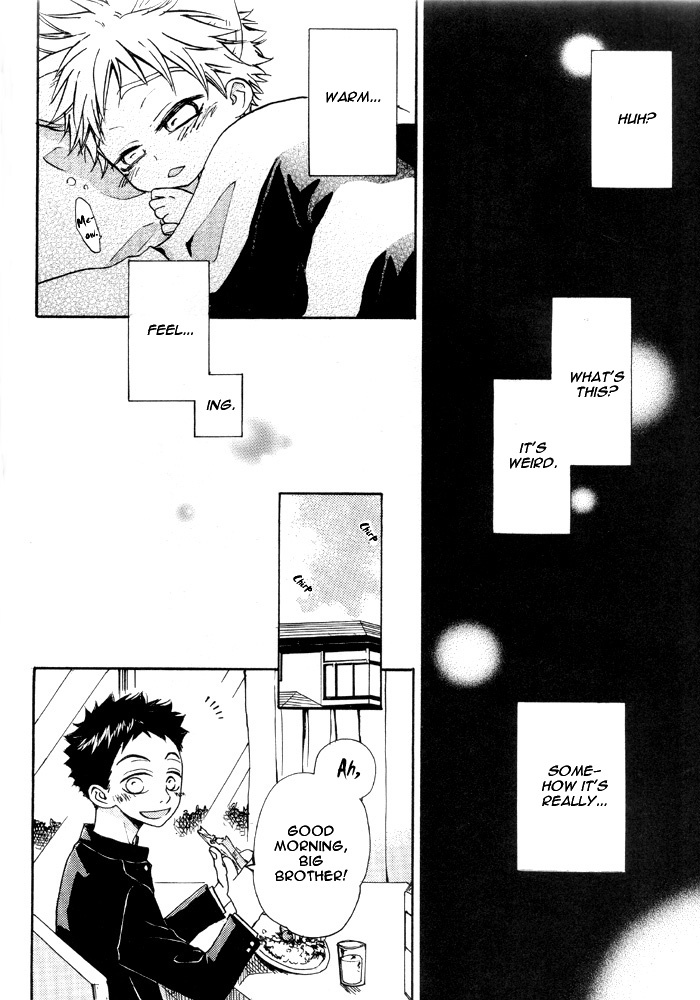 HUH?
WHAT'S
THIS?
IT'S
WEIRD.
SOME-
HOW IT'S
REALLY...
WARM...
Me-
ow.
FEEL...
ING.
Chirp
Chirp
Ah,
GOOD
MORNING,
BIG
BROTHER!